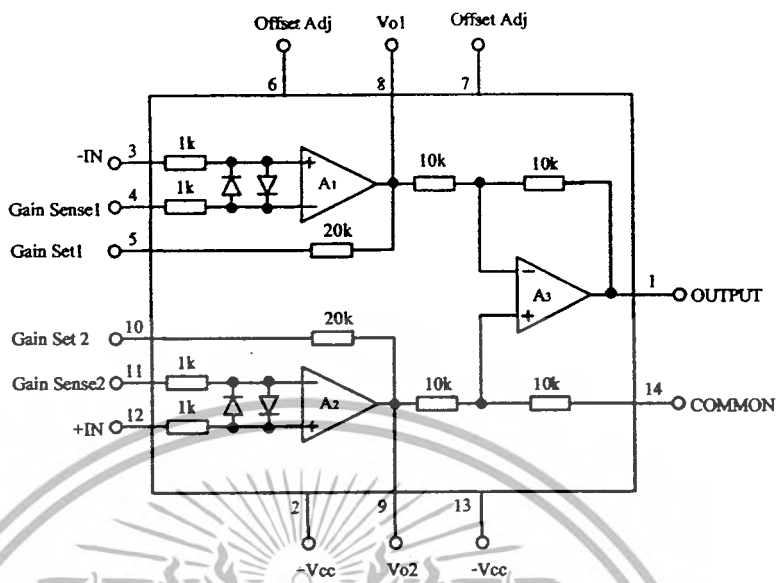 Offset Adj Vo1 Offset Adj
6 8 7
-IN 3 1k
10k 10k
A1
Gain Sense1 4 1k
Gain Set1 5 20k
A3 1 OUTPUT
Gain Set 2 10 20k
Gain Sense2 11 1k
A2 10k 10k 14 COMMON
+IN 12 1k
2 9 13
Vo2 -Vcc